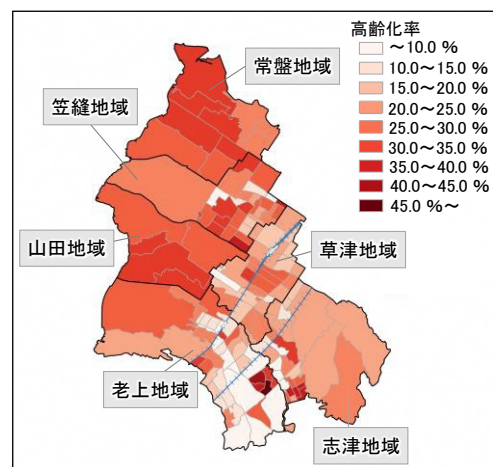 高齢化率
～10.0 %
10.0～15.0 %
15.0～20.0 %
20.0～25.0 %
25.0～30.0 %
30.0～35.0 %
35.0～40.0 %
40.0～45.0 %
45.0 %～
常盤地域
笠縫地域
山田地域
草津地域
老上地域
志津地域